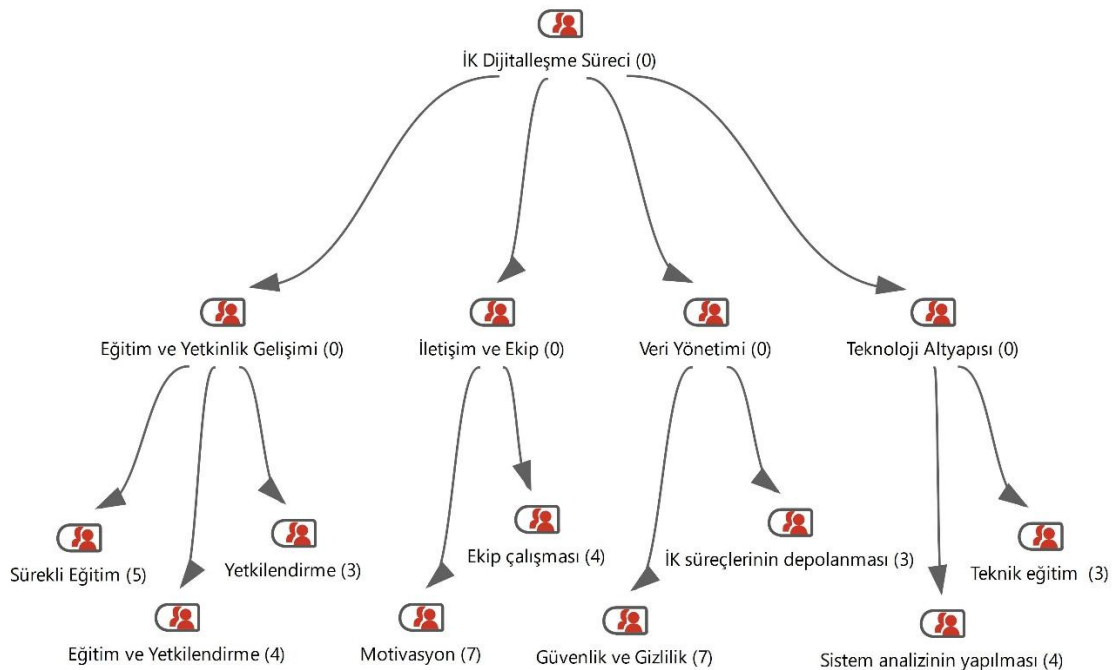 İK Dijitalleşme Süreci (0)
Eğitim ve Yetkinlik Gelişimi (0)
İletişim ve Ekip (0)
Veri Yönetimi (0)
Teknoloji Altyapısı (0)
Sürekli Eğitim (5)
Yetkilendirme (3)
Ekip çalışması (4)
İK süreçlerinin depolanması (3)
Teknik eğitim (3)
Eğitim ve Yetkilendirme (4)
Motivasyon (7)
Güvenlik ve Gizlilik (7)
Sistem analizinin yapılması (4)